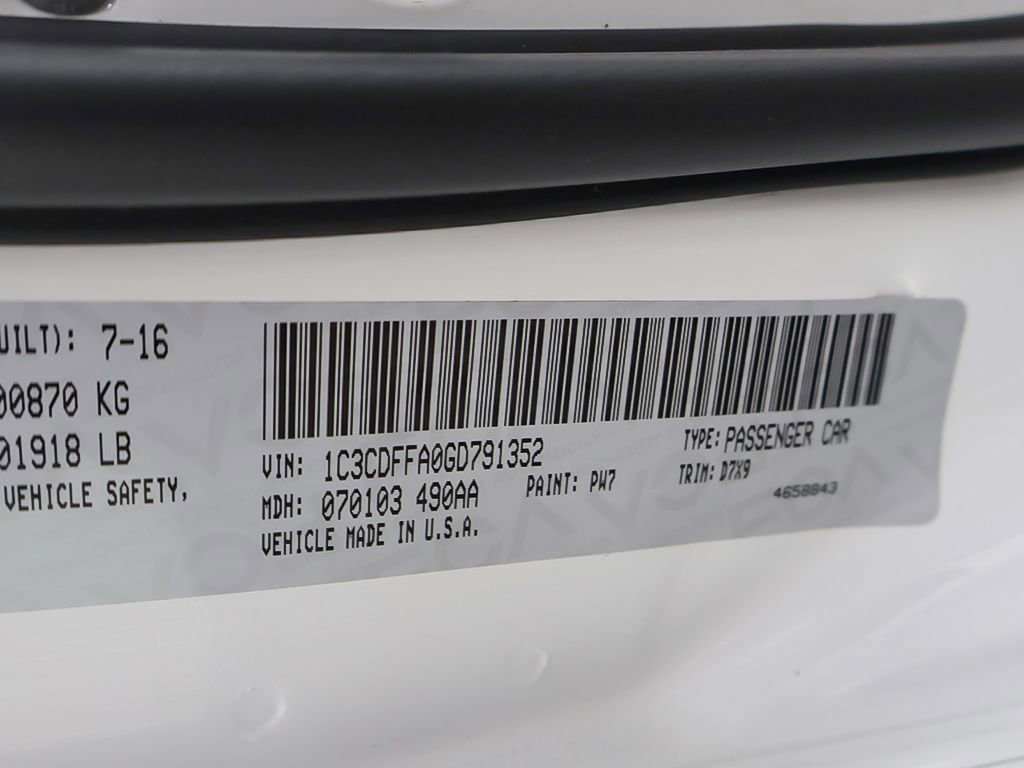 UILT): 7-16
00870 KG
01918 LB
VEHICLE SAFETY,
VIN: 1C3CDFFA0GD791352
TYPE: PASSENGER CAR
MDH: 070103 490AA
PAINT: PW7
TRIM: D7X9
VEHICLE MADE IN U.S.A.
4658843